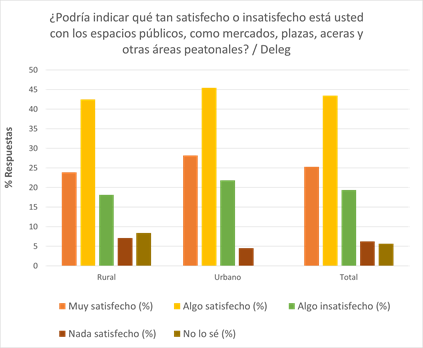 ¿Podría indicar qué tan satisfecho o insatisfecho está usted
con los espacios públicos, como mercados, plazas, aceras y
otras áreas peatonales? / Deleg
% Respuestas
50
45
40
35
30
25
20
15
10
5
0
Rural Urbano Total
Muy satisfecho (%) Algo satisfecho (%) Algo insatisfecho (%)
Nada satisfecho (%) No lo sé (%)